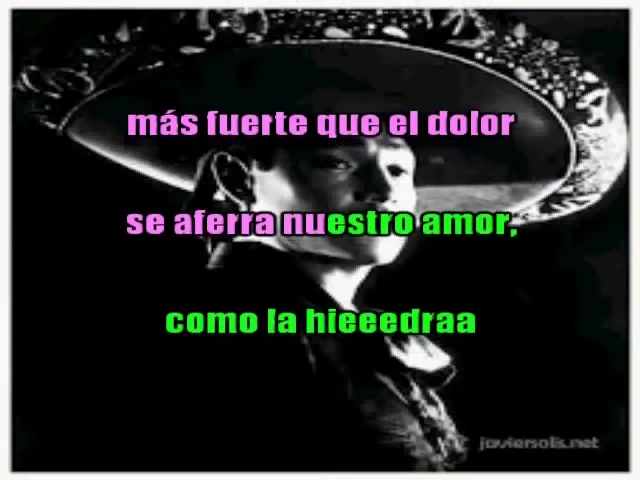 más fuerte que el dolor
se aferra nuestro amor,
como la hieeedraa
javiersolis.net